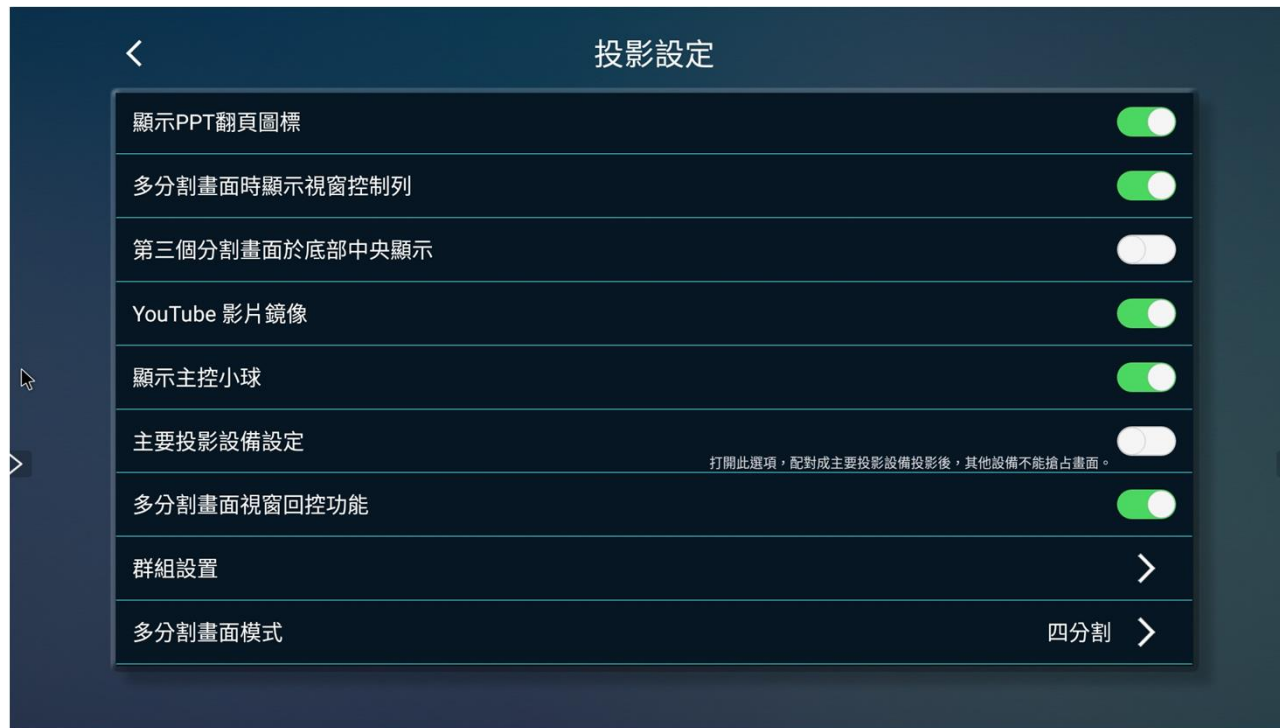 投影設定
顯示PPT翻頁圖標
多分割畫面時顯示視窗控制列
第三個分割畫面於底部中央顯示
YouTube 影片鏡像
顯示主控小球
主要投影設備設定
打開此選項，配對成主要投影設備投影後，其他設備不能搶占畫面。
多分割畫面視窗回控功能
群組設置
多分割畫面模式 四分割